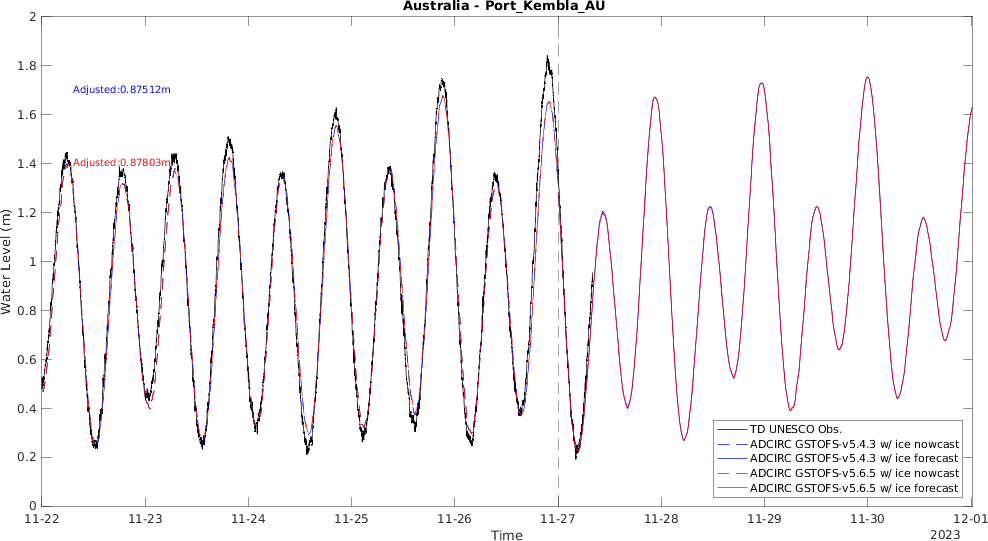 Australia - Port_Kembla_AU
2
1.8
1.6
1.4
1.2
1
0.8
0.6
0.4
0.2
0
Water Level (m)
Adjusted:0.87512m
Adjusted:0.87803m
TD UNESCO Obs.
ADCIRC GSTOFS-v5.4.3 w/ ice nowcast
ADCIRC GSTOFS-v5.4.3 w/ ice forecast
ADCIRC GSTOFS-v5.6.5 w/ ice nowcast
ADCIRC GSTOFS-v5.6.5 w/ ice forecast
11-22 11-23 11-24 11-25 11-26 11-27 11-28 11-29 11-30 12-01
Time
2023